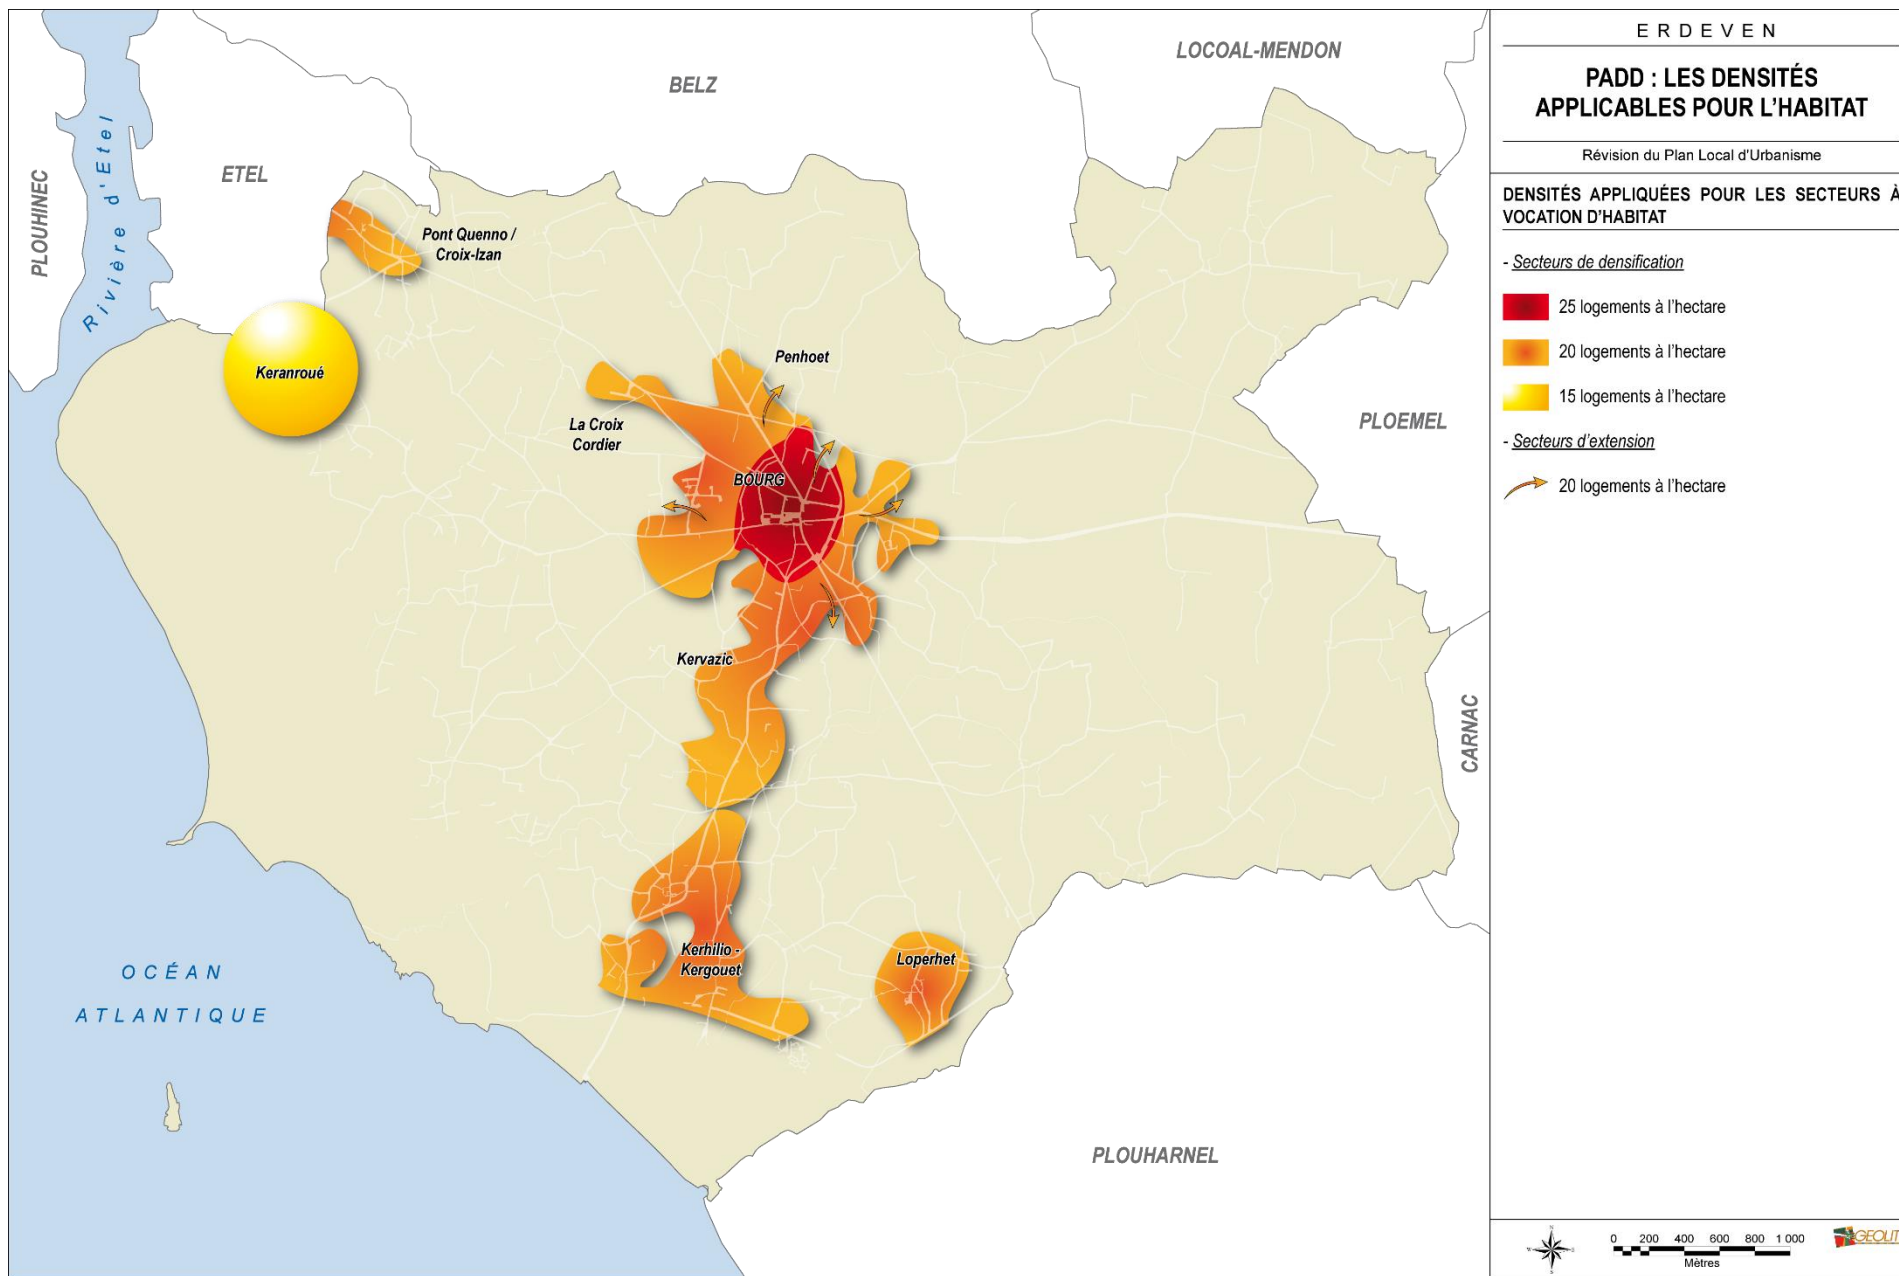 ERDEVEN
PADD : LES DENSITÉS
APPLICABLES POUR L'HABITAT
Révision du Plan Local d'Urbanisme
DENSITÉS APPLIQUÉES POUR LES SECTEURS À
VOCATION D'HABITAT
- Secteurs de densification
25 logements à l'hectare
20 logements à l'hectare
15 logements à l'hectare
- Secteurs d'extension
20 logements à l'hectare
LOCOAL-MENDON
BELZ
ETEL
PLOUHINEC
Rivière d'Etel
Pont Quenno /
Croix-Izan
Keranroué
Penhoet
La Croix
Cordier
BOURG
PLOEMEL
Kervazic
CARNAC
Kerhilio -
Kergouet
Loperhet
OCÉAN
ATLANTIQUE
PLOUHARNEL
N
W
S
0 200 400 600 800 1 000
Mètres
GEOLIT